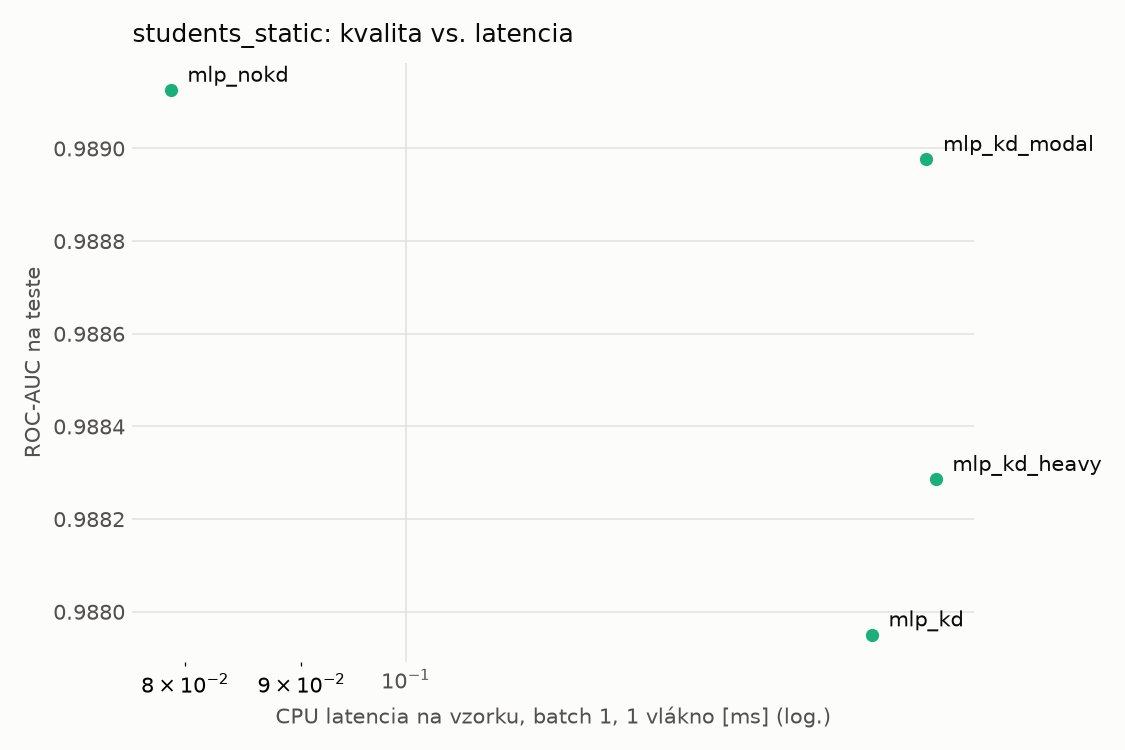 students_static: kvalita vs. latencia
mlp_nokd
mlp_kd_modal
mlp_kd_heavy
mlp_kd
0.9890
0.9888
0.9886
0.9884
0.9882
0.9880
ROC-AUC na teste
8 × 10⁻² 9 × 10⁻² 10⁻¹
CPU latencia na vzorku, batch 1, 1 vlákno [ms] (log.)